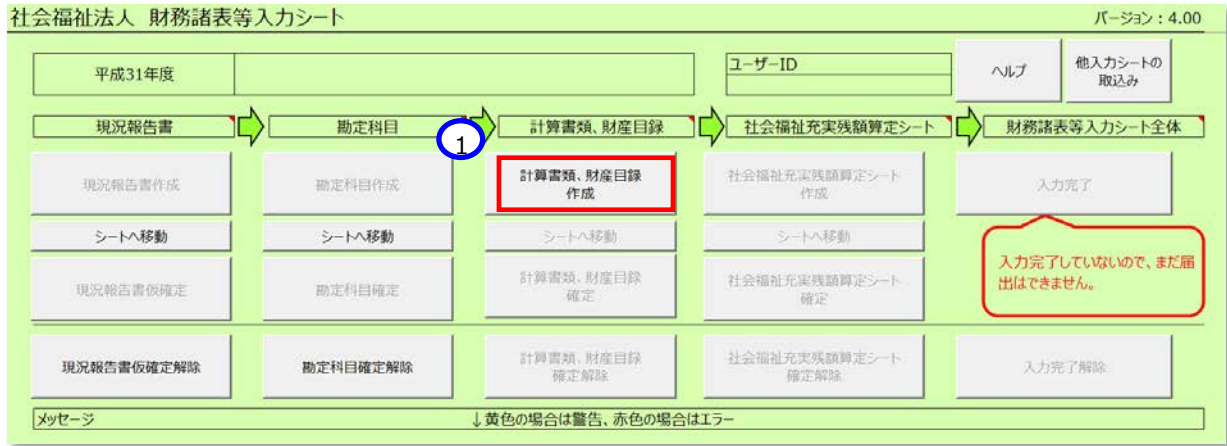 社会福祉法人 財務諸表等入力シート
バージョン：4.00
平成31年度
ユーザーID
ヘルプ
他入力シートの
取込み
現況報告書
勘定科目
計算書類、財産目録
社会福祉充実残額算定シート
財務諸表等入力シート全体
1
現況報告書作成
勘定科目作成
計算書類、財産目録
作成
社会福祉充実残額算定シート
作成
入力完了
シートへ移動
シートへ移動
シートへ移動
シートへ移動
入力完了していないので、まだ届
出はできません。
現況報告書仮確定
勘定科目確定
計算書類、財産目録
確定
社会福祉充実残額算定シート
確定
現況報告書仮確定解除
勘定科目確定解除
計算書類、財産目録
確定解除
社会福祉充実残額算定シート
確定解除
入力完了解除
メッセージ
↓黄色の場合は警告、赤色の場合はエラー